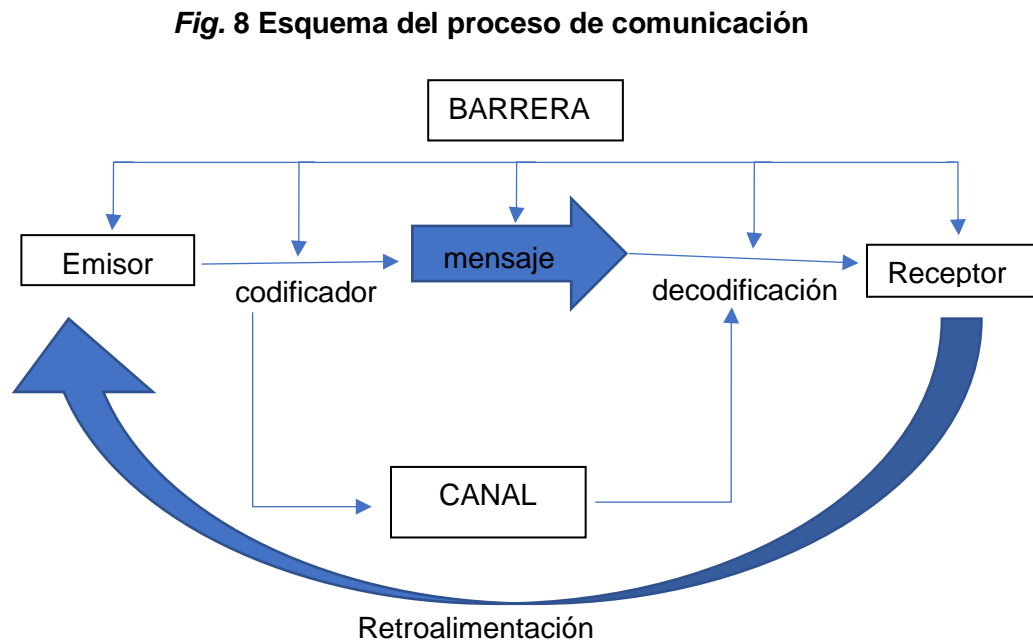 Fig. 8 Esquema del proceso de comunicación
BARRERA
Emisor
mensaje
Receptor
codificador
decodificación
CANAL
Retroalimentación